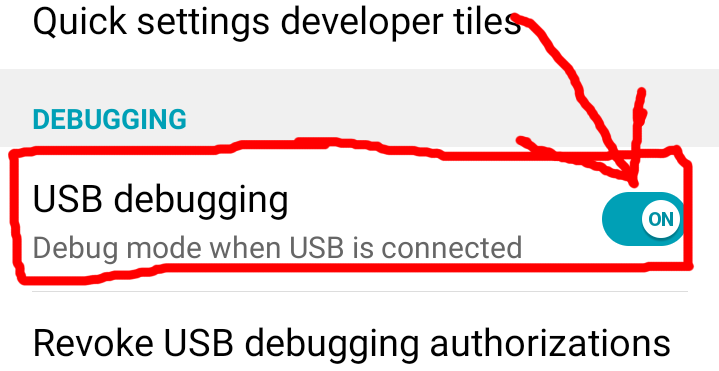 Quick settings developer tiles
DEBUGGING
USB debugging
ON
Debug mode when USB is connected
Revoke USB debugging authorizations